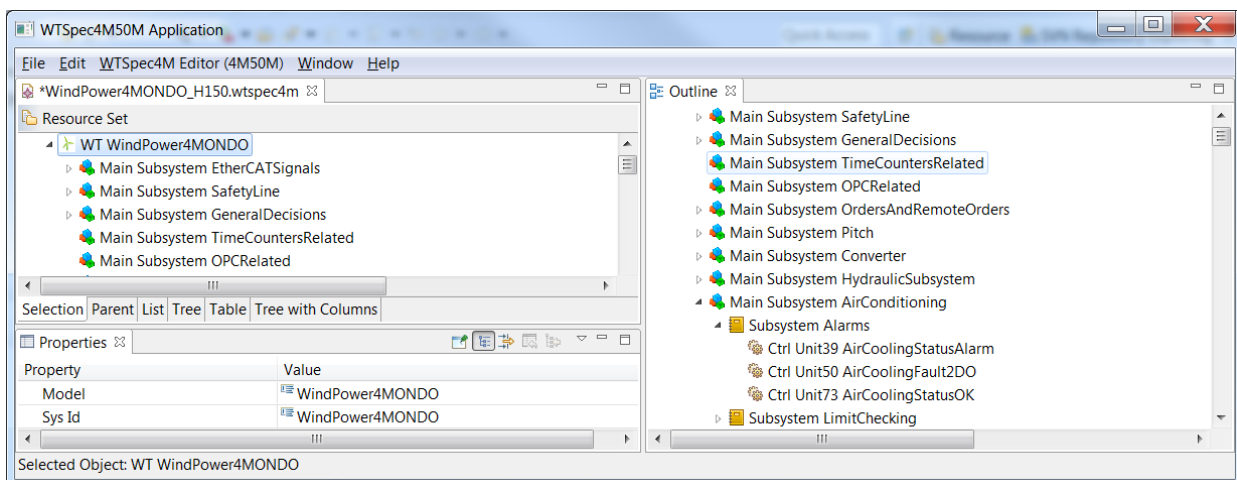 WTSpec4M50M Application
File Edit WTSpec4M Editor (4M50M) Window Help
*WindPower4MONDO_H150.wtspec4m
Resource Set
WT WindPower4MONDO
Main Subsystem EtherCATSignals
Main Subsystem SafetyLine
Main Subsystem GeneralDecisions
Main Subsystem TimeCountersRelated
Main Subsystem OPCRelated
Selection Parent List Tree Table Tree with Columns
Properties
Property Value
Model WindPower4MONDO
Sys Id WindPower4MONDO
Outline
Main Subsystem SafetyLine
Main Subsystem GeneralDecisions
Main Subsystem TimeCountersRelated
Main Subsystem OPCRelated
Main Subsystem OrdersAndRemoteOrders
Main Subsystem Pitch
Main Subsystem Converter
Main Subsystem HydraulicSubsystem
Main Subsystem AirConditioning
Subsystem Alarms
Ctrl Unit39 AirCoolingStatusAlarm
Ctrl Unit50 AirCoolingFault2DO
Ctrl Unit73 AirCoolingStatusOK
Subsystem LimitChecking
Selected Object: WT WindPower4MONDO